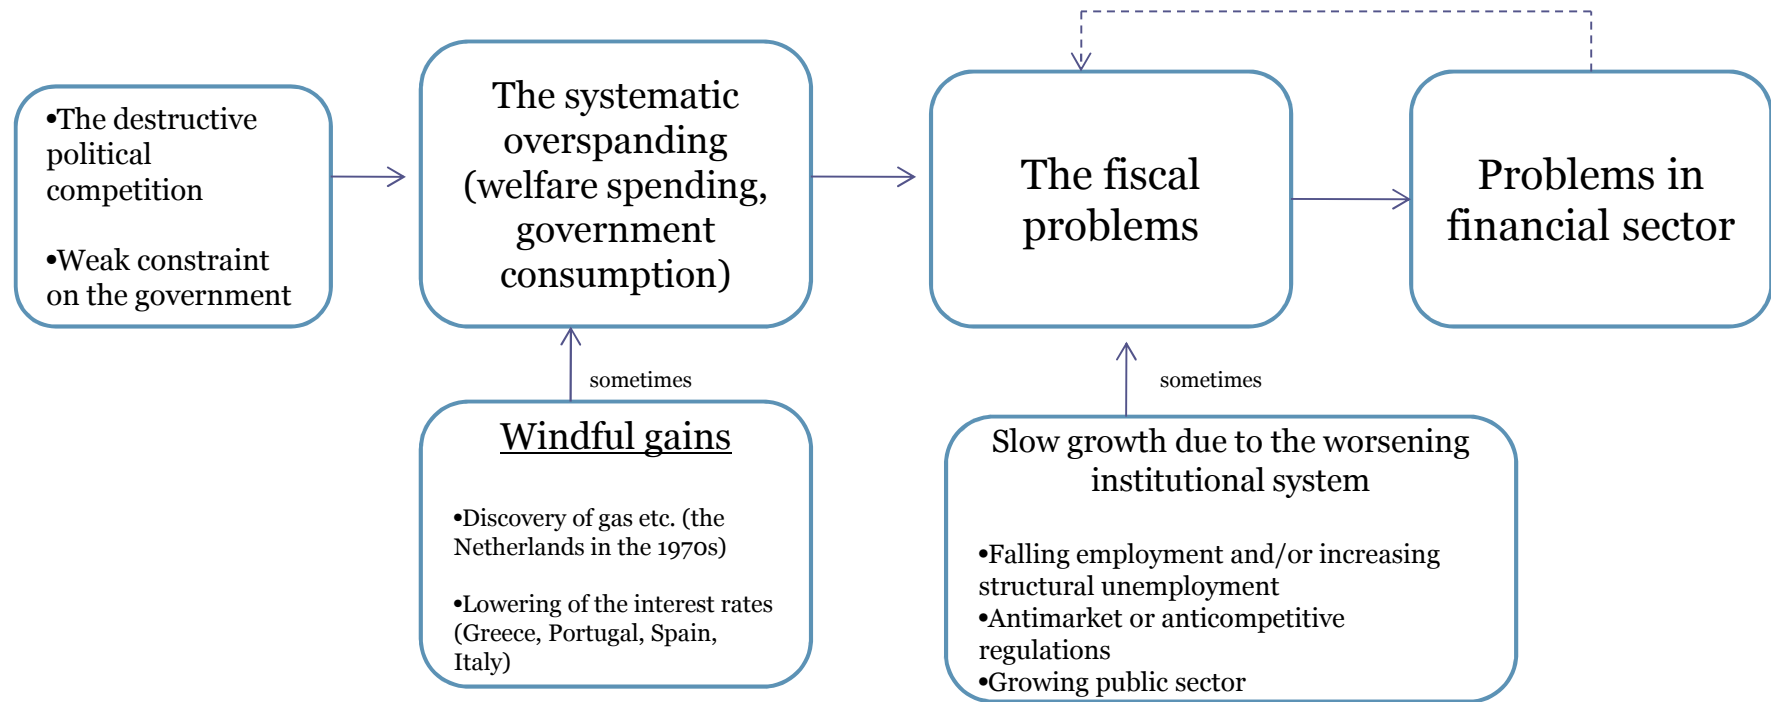 •The destructive
political
competition
•Weak constraint
on the government
The systematic
overspanding
(welfare spending,
government
consumption)
The fiscal
problems
Problems in
financial sector
sometimes
sometimes
Windful gains
•Discovery of gas etc. (the
Netherlands in the 1970s)
•Lowering of the interest rates
(Greece, Portugal, Spain,
Italy)
Slow growth due to the worsening
institutional system
•Falling employment and/or increasing
structural unemployment
•Antimarket or anticompetitive
regulations
•Growing public sector